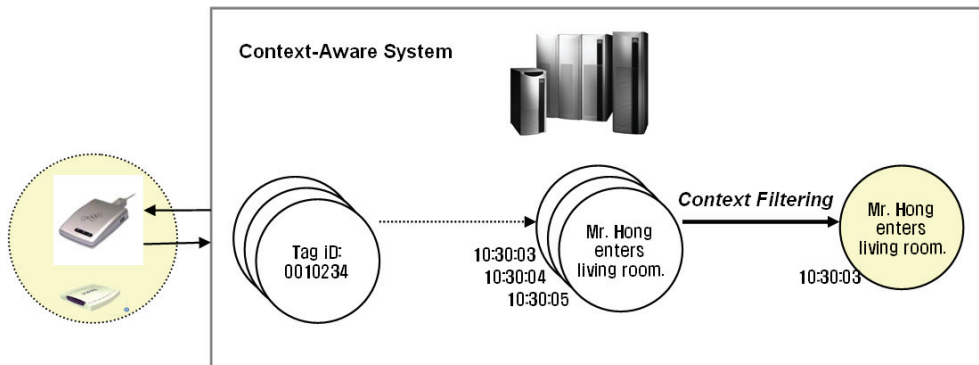 Context-Aware System
Tag iD:
0010234
10:30:03
10:30:04
10:30:05
Mr. Hong
enters
living room.
Context Filtering
Mr. Hong
enters
living room.
10:30:03